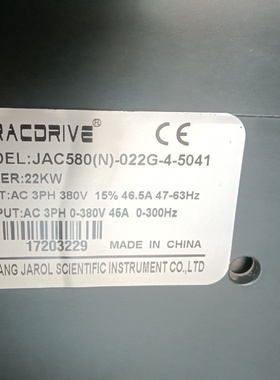 RACDRIVE®
CE
DEL:JAC580(N)-022G-4-5041
ER:22KW
T:AC 3PH 380V 15% 46.5A 47-63Hz
PUT:AC 3PH 0-380V 45A 0-300Hz
17203229 MADE IN CHINA
ANG JAROL SCIENTIFIC INSTRUMENT CO.,LTD